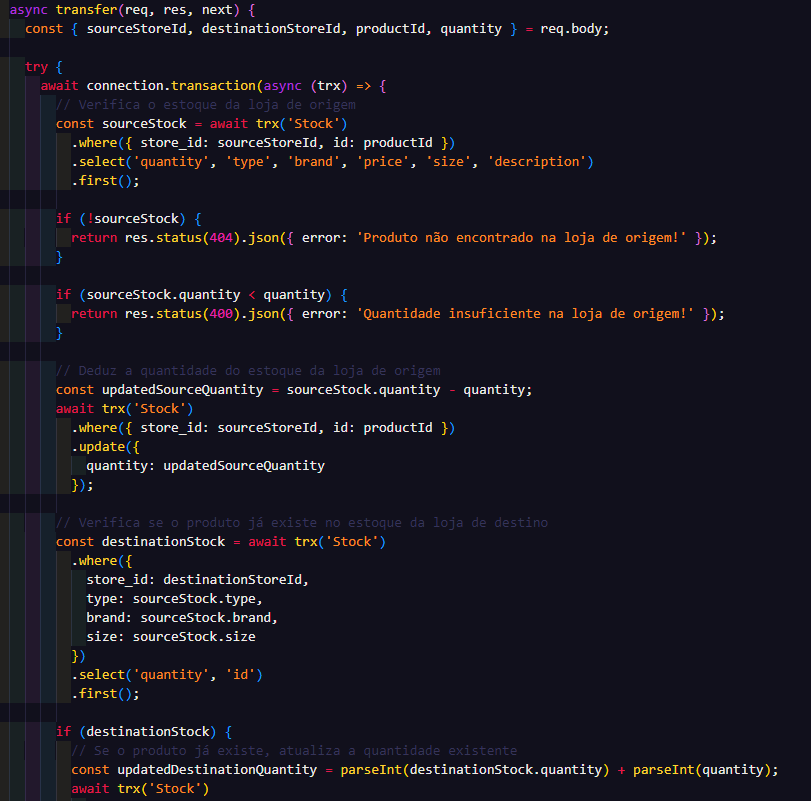 async transfer(req, res, next) {
const { sourceStoreId, destinationStoreId, productId, quantity } = req.body;
try {
await connection.transaction(async (trx) => {
// Verifica o estoque da loja de origem
const sourceStock = await trx('Stock')
.where({ store_id: sourceStoreId, id: productId })
.select('quantity', 'type', 'brand', 'price', 'size', 'description')
.first();
if (!sourceStock) {
return res.status(404).json({ error: 'Produto não encontrado na loja de origem!' });
}
if (sourceStock.quantity < quantity) {
return res.status(400).json({ error: 'Quantidade insuficiente na loja de origem!' });
}
// Deduz a quantidade do estoque da loja de origem
const updatedSourceQuantity = sourceStock.quantity - quantity;
await trx('Stock')
.where({ store_id: sourceStoreId, id: productId })
.update({
quantity: updatedSourceQuantity
});
// Verifica se o produto já existe no estoque da loja de destino
const destinationStock = await trx('Stock')
.where({
store_id: destinationStoreId,
type: sourceStock.type,
brand: sourceStock.brand,
size: sourceStock.size
})
.select('quantity', 'id')
.first();
if (destinationStock) {
// Se o produto já existe, atualiza a quantidade existente
const updatedDestinationQuantity = parseInt(destinationStock.quantity) + parseInt(quantity);
await trx('Stock')